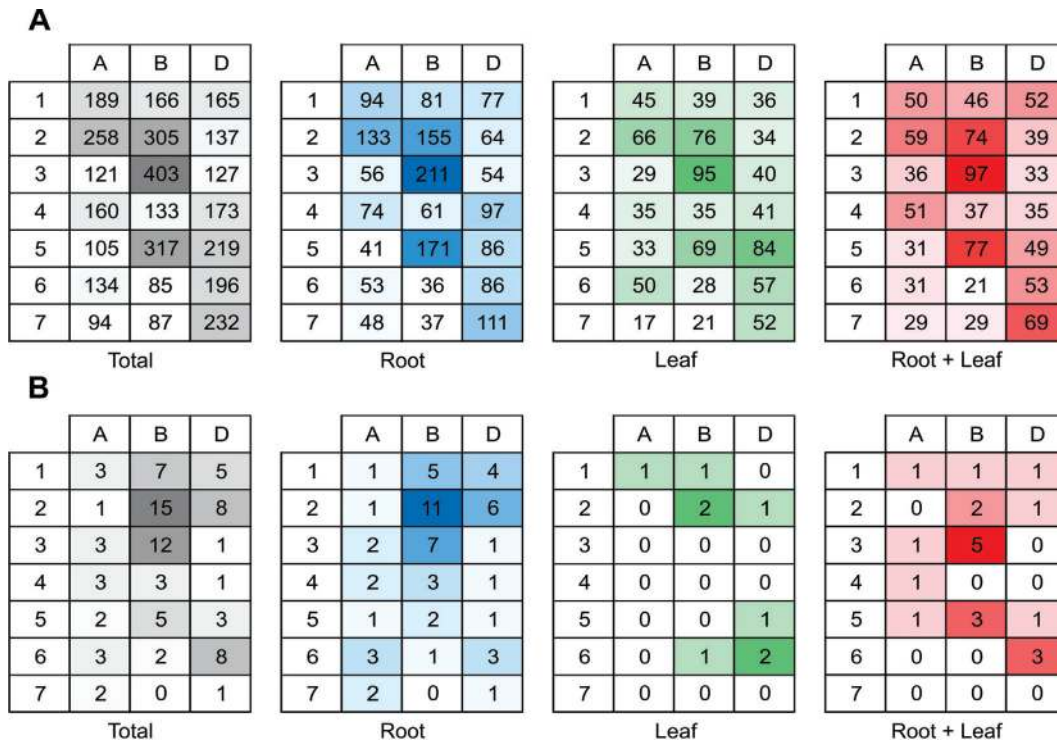 A
A B D A B D A B D A B D
1 189 166 165 1 94 81 77 1 45 39 36 1 50 46 52
2 258 305 137 2 133 155 64 2 66 76 34 2 59 74 39
3 121 403 127 3 56 211 54 3 29 95 40 3 36 97 33
4 160 133 173 4 74 61 97 4 35 35 41 4 51 37 35
5 105 317 219 5 41 171 86 5 33 69 84 5 31 77 49
6 134 85 196 6 53 36 86 6 50 28 57 6 31 21 53
7 94 87 232 7 48 37 111 7 17 21 52 7 29 29 69
Total Root Leaf Root + Leaf
B
A B D A B D A B D A B D
1 3 7 5 1 1 5 4 1 1 1 0 1 1 1 1
2 1 15 8 2 1 11 6 2 0 2 1 2 0 2 1
3 3 12 1 3 2 7 1 3 0 0 0 3 1 5 0
4 3 3 1 4 2 3 1 4 0 0 0 4 1 0 0
5 2 5 3 5 1 2 1 5 0 0 1 5 1 3 1
6 3 2 8 6 3 1 3 6 0 1 2 6 0 0 3
7 2 0 1 7 2 0 1 7 0 0 0 7 0 0 0
Total Root Leaf Root + Leaf